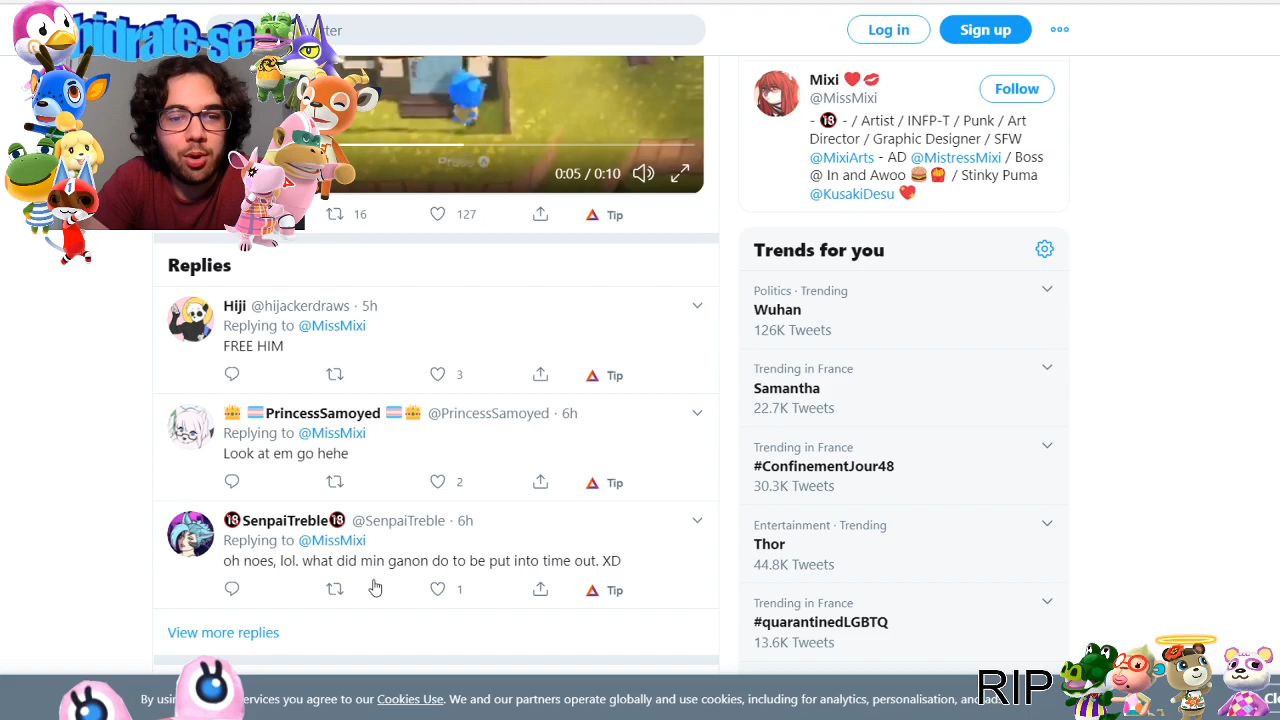 hidrate-se
Log in
Sign up
0:05 / 0:10
16
127
Tip
Mixi
@MissMixi
Follow
- 🔞 - / Artist / INFP-T / Punk / Art
Director / Graphic Designer / SFW
@MixiArts - AD @MistressMixi / Boss
@ In and Awoo 🍔🍟 / Stinky Puma
@KusakiDesu
Replies
Hiji @hijackerdraws · 5h
Replying to @MissMixi
FREE HIM
3
Tip
PrincessSamoyed @PrincessSamoyed · 6h
Replying to @MissMixi
Look at em go hehe
2
Tip
🔞SenpaiTreble🔞 @SenpaiTreble · 6h
Replying to @MissMixi
oh noes, lol. what did min ganon do to be put into time out. XD
1
Tip
View more replies
Trends for you
Politics · Trending
Wuhan
126K Tweets
Trending in France
Samantha
22.7K Tweets
Trending in France
#ConfinementJour48
30.3K Tweets
Entertainment · Trending
Thor
44.8K Tweets
Trending in France
#quarantinedLGBTQ
13.6K Tweets
ervices you agree to our Cookies Use. We and our partners operate globally and use cookies, including for analytics, personalisation, and
RIP